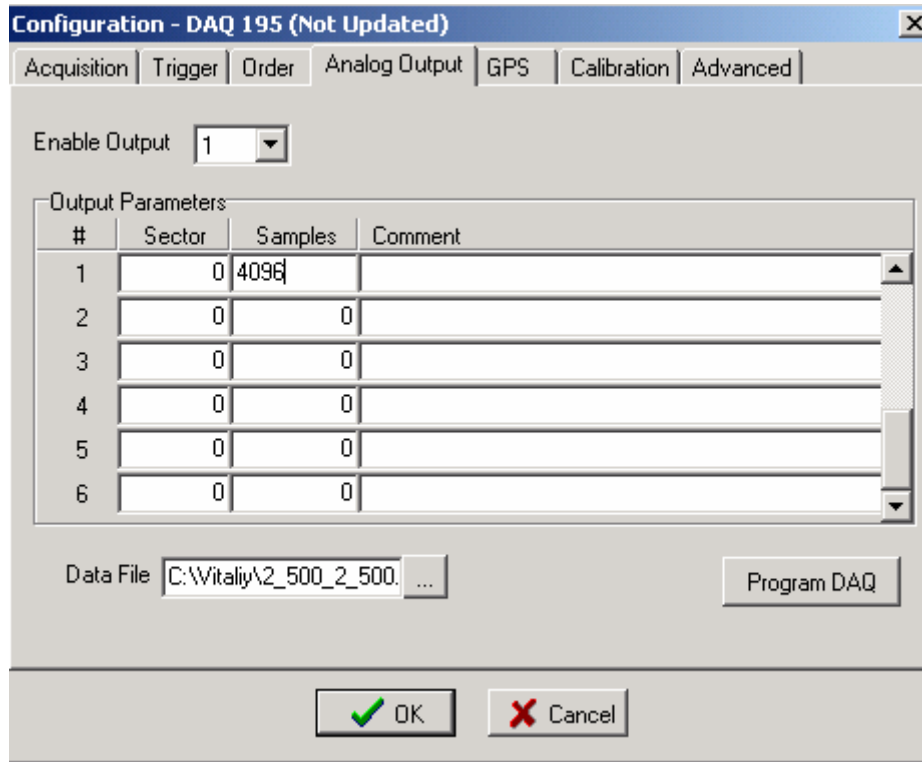 Configuration - DAQ 195 (Not Updated)
Acquisition Trigger Order Analog Output GPS Calibration Advanced
Enable Output 1
Output Parameters
# Sector Samples Comment
1 0 4096
2 0 0
3 0 0
4 0 0
5 0 0
6 0 0
Data File C:\Vitaliy\2_500_2_500. ... Program DAQ
OK Cancel